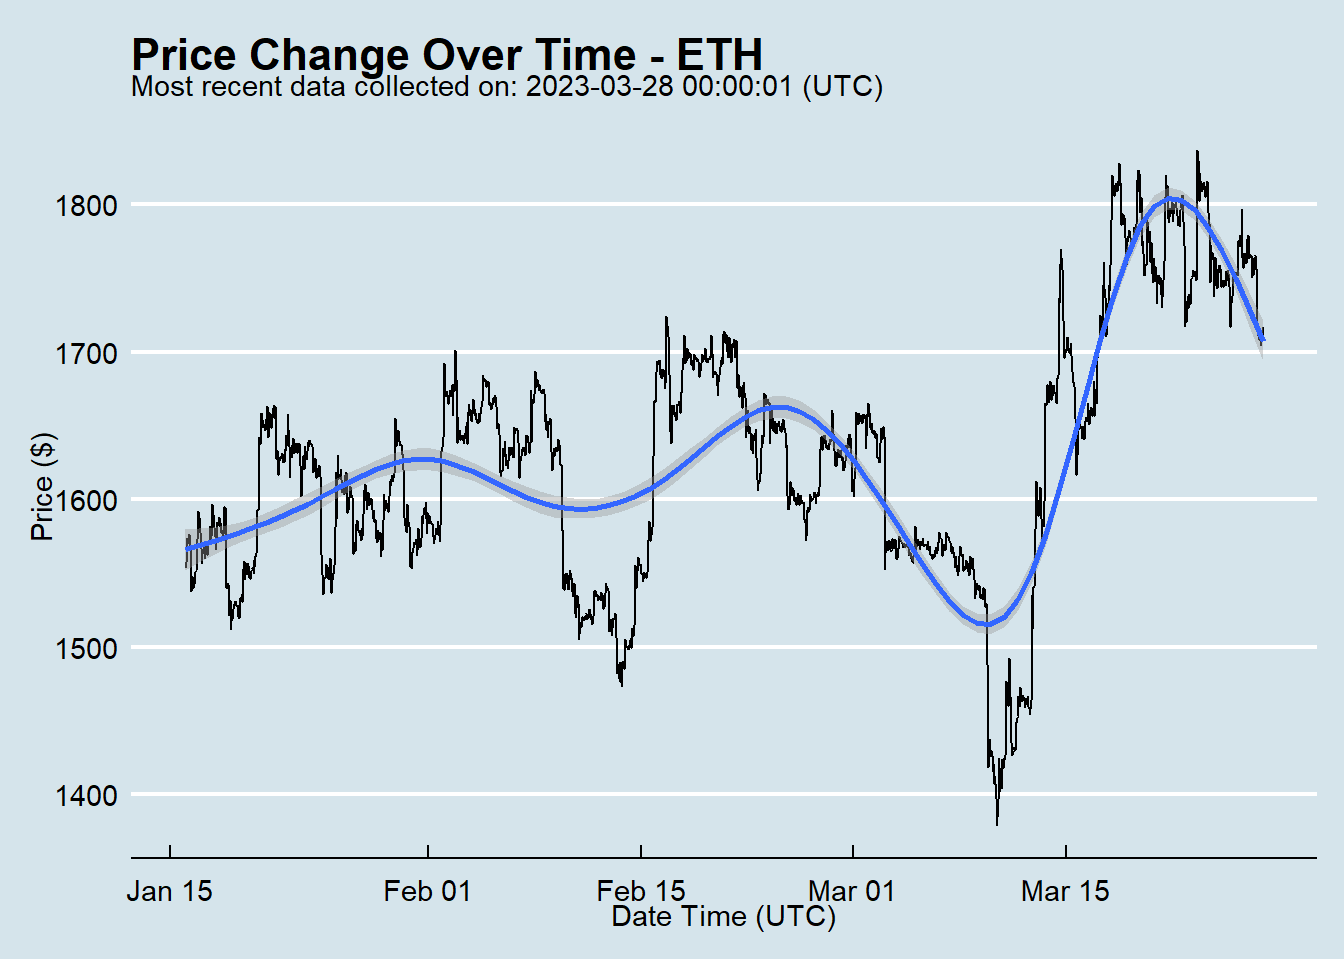 Price Change Over Time - ETH
Most recent data collected on: 2023-03-28 00:00:01 (UTC)
Price ($)
1800
1700
1600
1500
1400
Jan 15 Feb 01 Feb 15 Mar 01 Mar 15
Date Time (UTC)